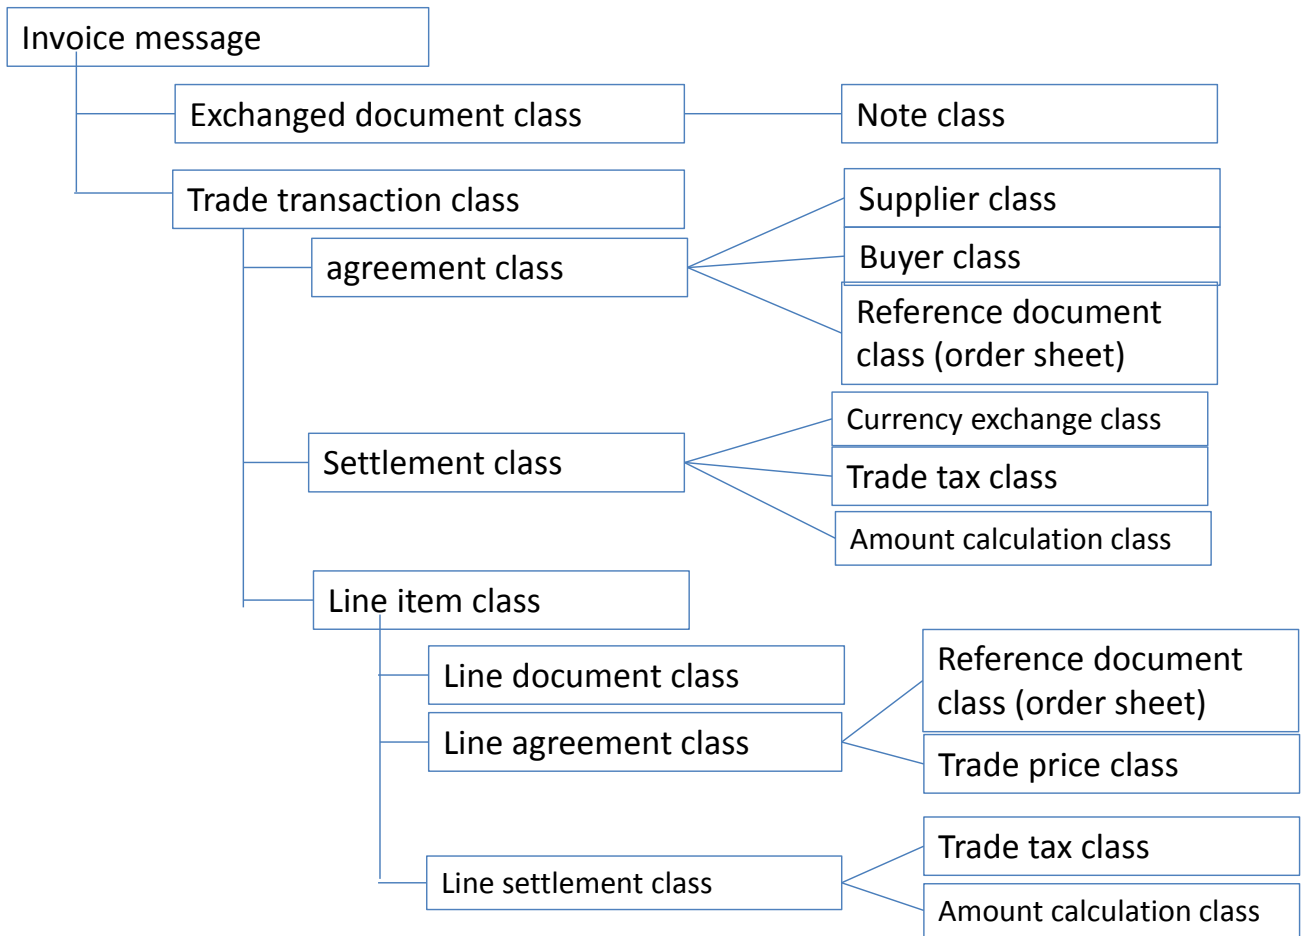 Invoice message
Exchanged document class
Note class
Trade transaction class
Supplier class
agreement class
Buyer class
Reference document
class (order sheet)
Currency exchange class
Settlement class
Trade tax class
Amount calculation class
Line item class
Line document class
Reference document
class (order sheet)
Line agreement class
Trade price class
Trade tax class
Line settlement class
Amount calculation class